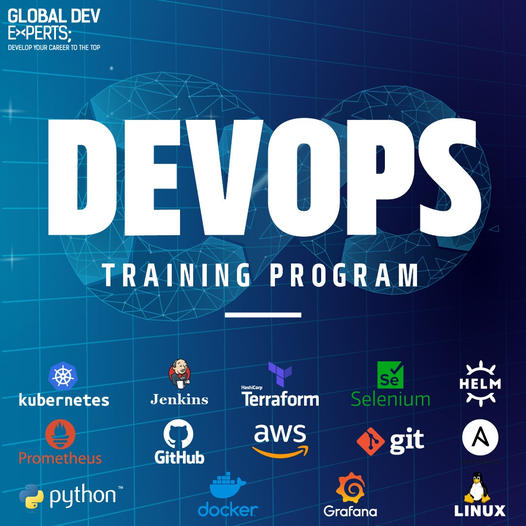 GLOBAL DEV
EXPERTS;
DEVELOP YOUR CAREER TO THE TOP
DEVOPS
TRAINING PROGRAM
kubernetes
Jenkins
HashiCorp
Terraform
Se
Selenium
HELM
Prometheus
GitHub
aws
git
A
python™
docker
Grafana
LINUX